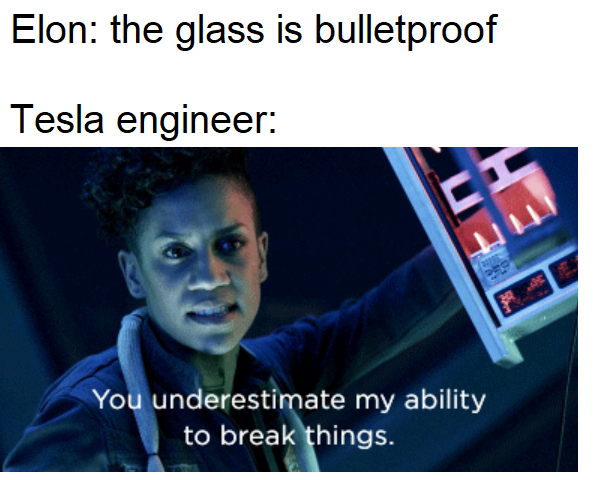 Elon: the glass is bulletproof
Tesla engineer:
You underestimate my ability
to break things.